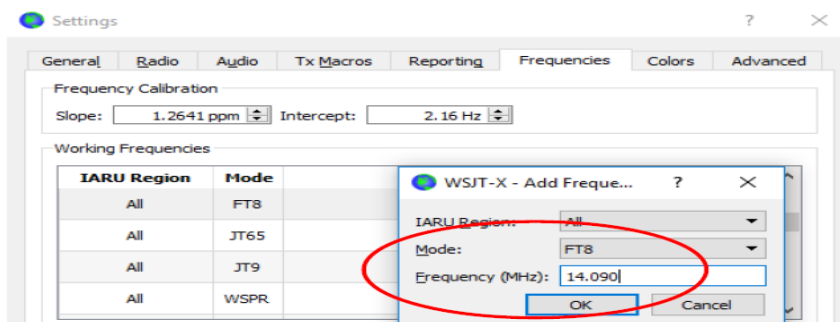 Settings ?
General Radio Audio Tx Macros Reporting Frequencies Colors Advanced
Frequency Calibration
Slope: 1.2641 ppm Intercept: 2.16 Hz
Working Frequencies
IARU Region Mode
All FT8
All JT65
All JT9
All WSPR
WSJT-X - Add Freque... ?
IARU Region: All
Mode: FT8
Frequency (MHz): 14.090
OK Cancel